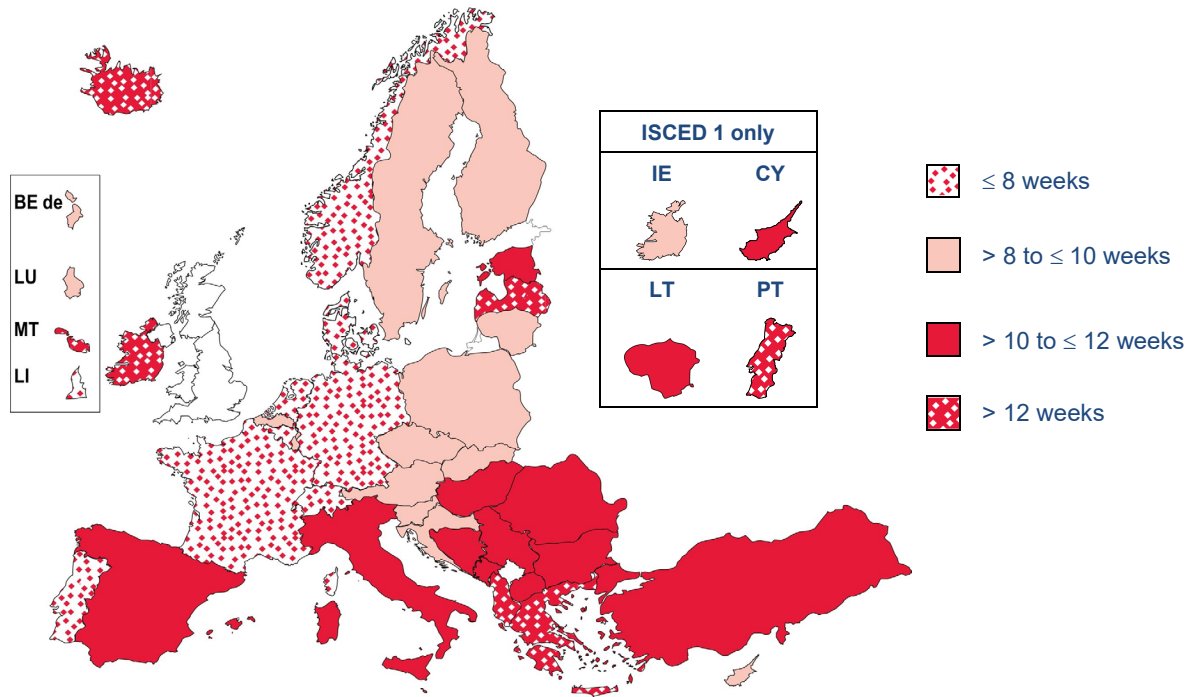 BE de
LU
MT
LI
ISCED 1 only
IE CY
LT PT
≤ 8 weeks
> 8 to ≤ 10 weeks
> 10 to ≤ 12 weeks
> 12 weeks